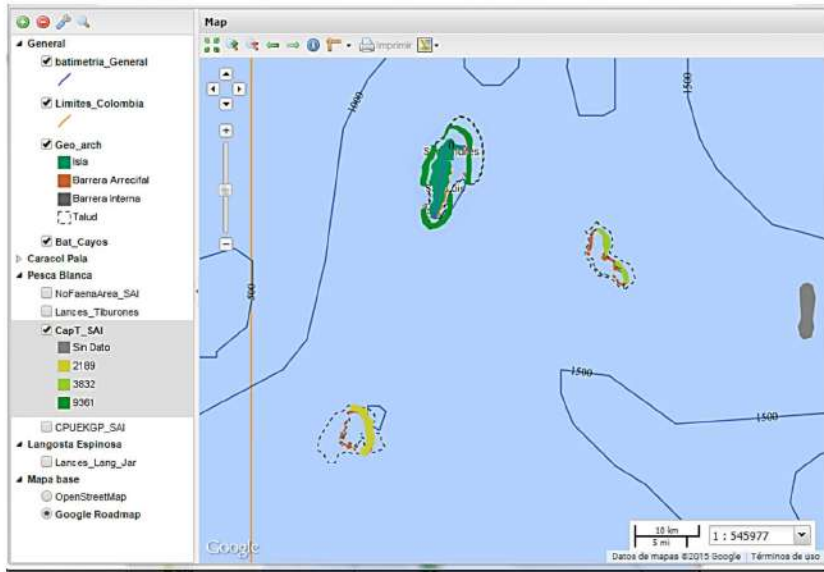 Map
General
batimetria_General
Limites_Colombia
Geo_arch
Isla
Barrera Arrecifal
Barrera Interna
Talud
Bat_Cayos
Caracol Pala
Pesca Blanca
NoFaenaArea_SAI
Lances_Tiburones
CapT_SAI
Sin Dato
2189
3832
9361
CPUEKGP_SAI
Langosta Espinosa
Lances_Lang_Jar
Mapa base
OpenStreetMap
Google Roadmap
Imprimir
1000
1500
500
1500
1500
Google
10 km
5 mi
1 : 545977
Datos de mapas ©2015 Google
Términos de uso